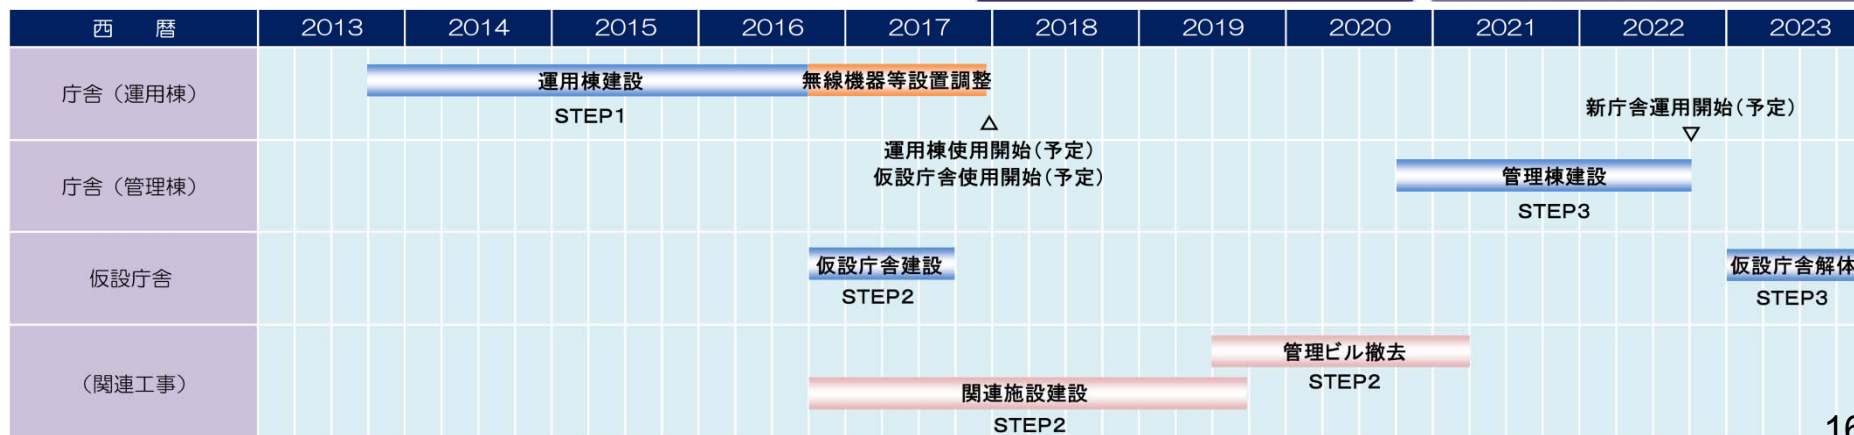 西 暦 2013 2014 2015 2016 2017 2018 2019 2020 2021 2022 2023
庁舎（運用棟）
運用棟建設
STEP1
無線機器等設置調整
△
運用棟使用開始（予定）
仮設庁舎使用開始（予定）
新庁舎運用開始（予定）
▽
庁舎（管理棟）
管理棟建設
STEP3
仮設庁舎
仮設庁舎建設
STEP2
仮設庁舎解体
STEP3
（関連工事）
管理ビル撤去
STEP2
関連施設建設
STEP2
16